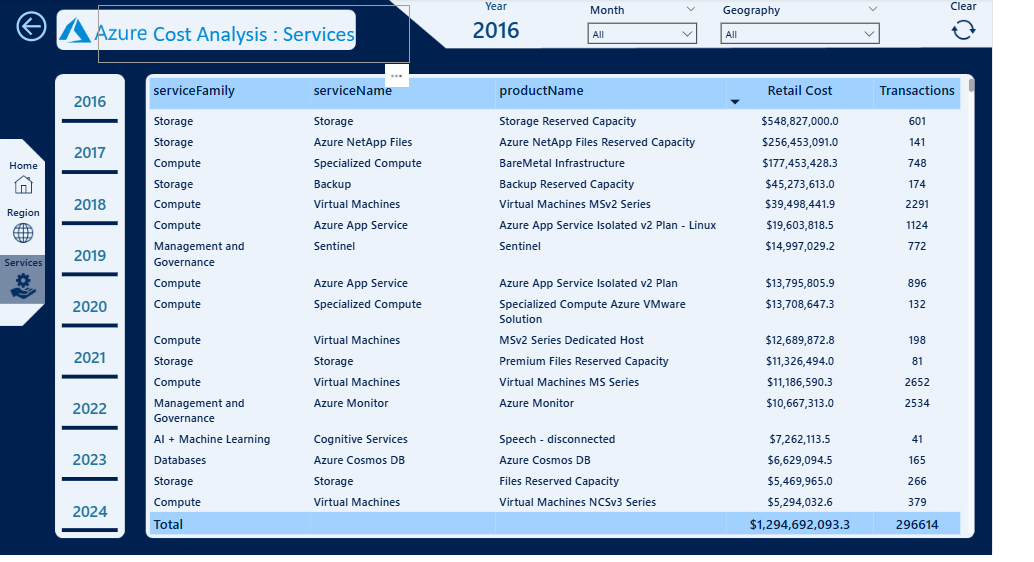 Year
2016
Month
All
Geography
All
Clear
Azure Cost Analysis : Services
...
Home
Region
Services
2016
2017
2018
2019
2020
2021
2022
2023
2024
serviceFamily serviceName productName Retail Cost Transactions
Storage Storage Storage Reserved Capacity $548,827,000.0 601
Storage Azure NetApp Files Azure NetApp Files Reserved Capacity $256,453,091.0 141
Compute Specialized Compute BareMetal Infrastructure $177,453,428.3 748
Storage Backup Backup Reserved Capacity $45,273,613.0 174
Compute Virtual Machines Virtual Machines MSv2 Series $39,498,441.9 2291
Compute Azure App Service Azure App Service Isolated v2 Plan - Linux $19,603,818.5 1124
Management and Sentinel Sentinel $14,997,029.2 772
Governance
Compute Azure App Service Azure App Service Isolated v2 Plan $13,795,805.9 896
Compute Specialized Compute Specialized Compute Azure VMware $13,708,647.3 132
Solution
Compute Virtual Machines MSv2 Series Dedicated Host $12,689,872.8 198
Storage Storage Premium Files Reserved Capacity $11,326,494.0 81
Compute Virtual Machines Virtual Machines MS Series $11,186,590.3 2652
Management and Azure Monitor Azure Monitor $10,667,313.0 2534
Governance
AI + Machine Learning Cognitive Services Speech - disconnected $7,262,113.5 41
Databases Azure Cosmos DB Azure Cosmos DB $6,629,094.5 165
Storage Storage Files Reserved Capacity $5,469,965.0 266
Compute Virtual Machines Virtual Machines NCSv3 Series $5,294,032.6 379
Total $1,294,692,093.3 296614